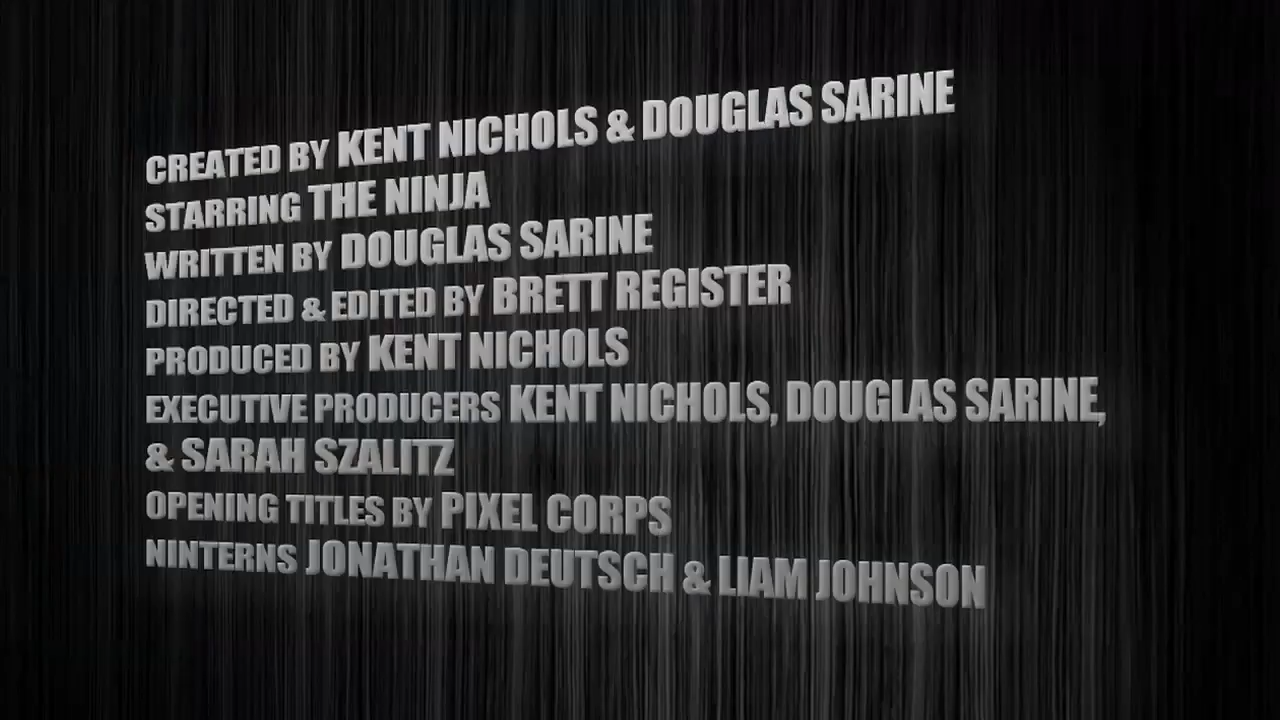 CREATED BY KENT NICHOLS & DOUGLAS SARINE
STARRING THE NINJA
WRITTEN BY DOUGLAS SARINE
DIRECTED & EDITED BY BRETT REGISTER
PRODUCED BY KENT NICHOLS
EXECUTIVE PRODUCERS KENT NICHOLS, DOUGLAS SARINE,
& SARAH SZALITZ
OPENING TITLES BY PIXEL CORPS
NINTERNS JONATHAN DEUTSCH & LIAM JOHNSON